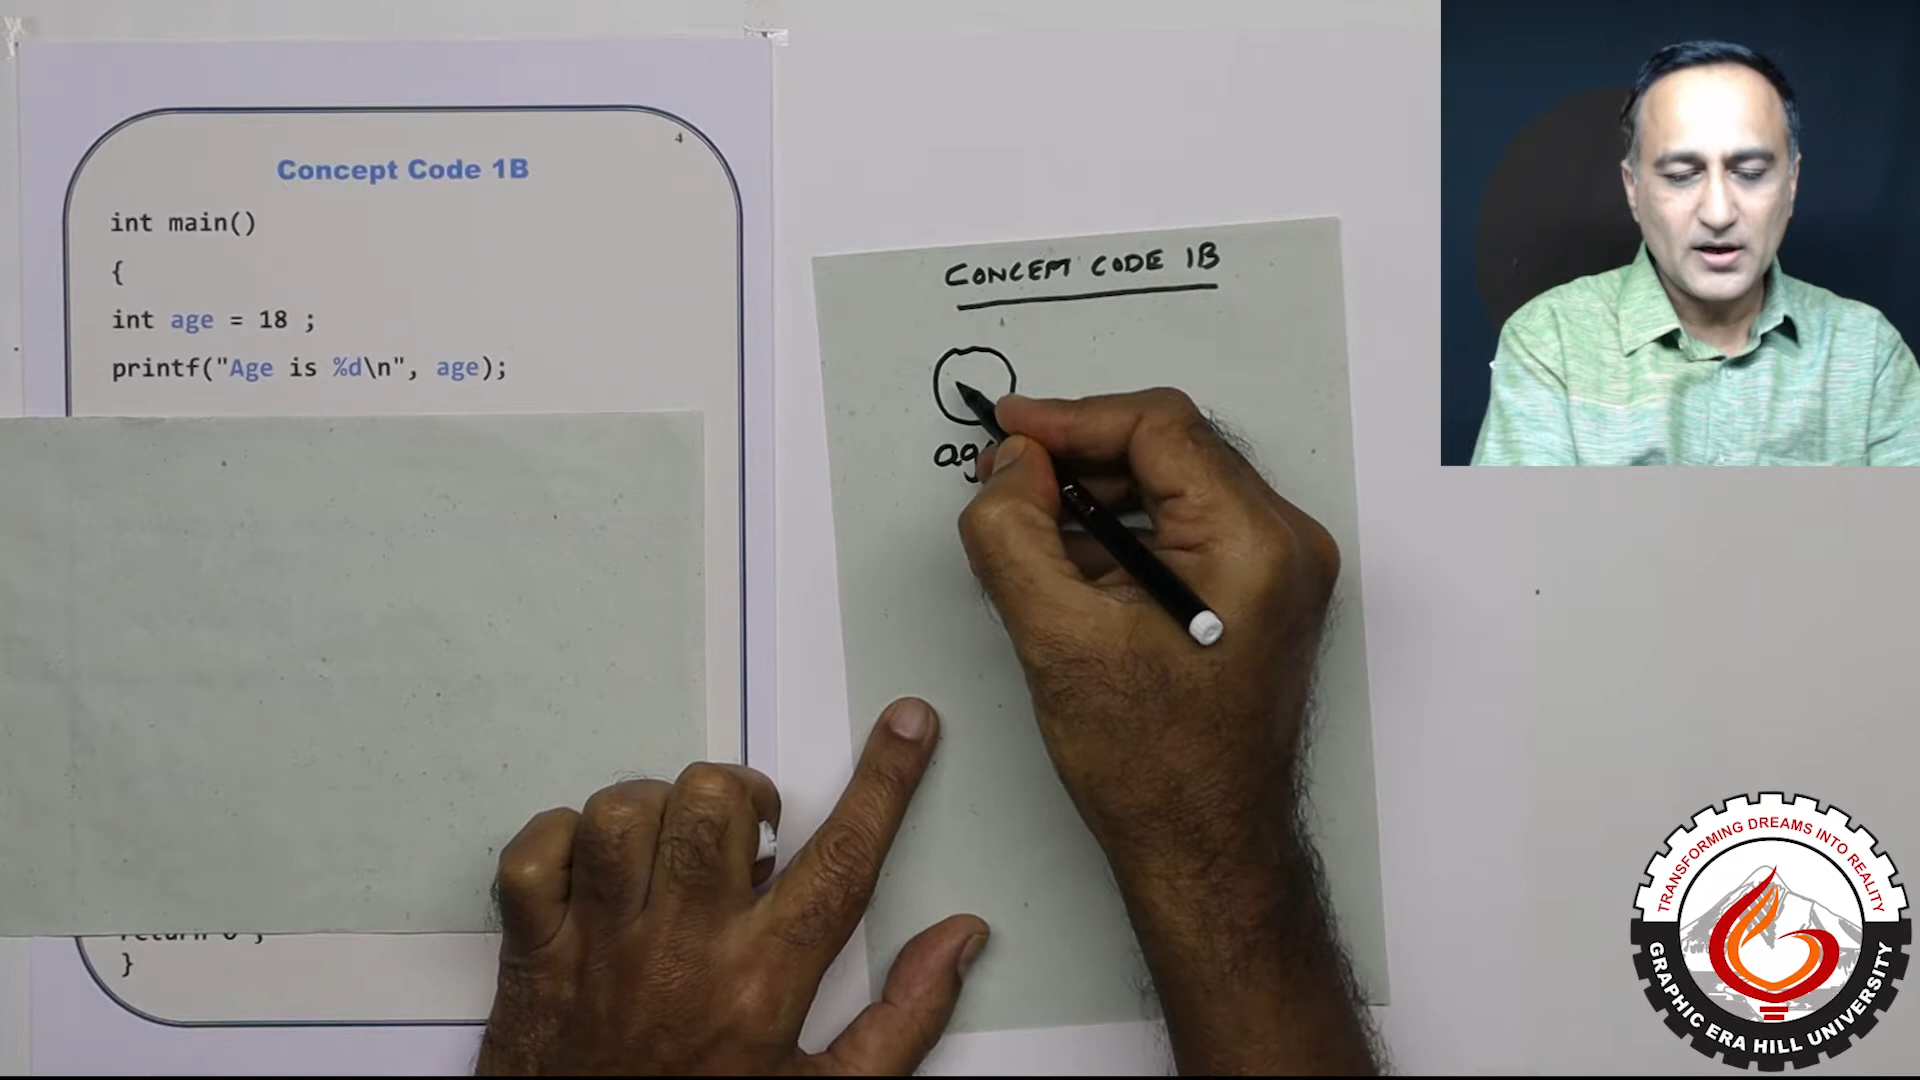 4
Concept Code 1B
int main()
{
int age = 18 ;
printf("Age is %d\n", age);
}
CONCEPT CODE 1B
TRANSFORMING DREAMS INTO REALITY
GRAPHIC ERA HILL UNIVERSITY